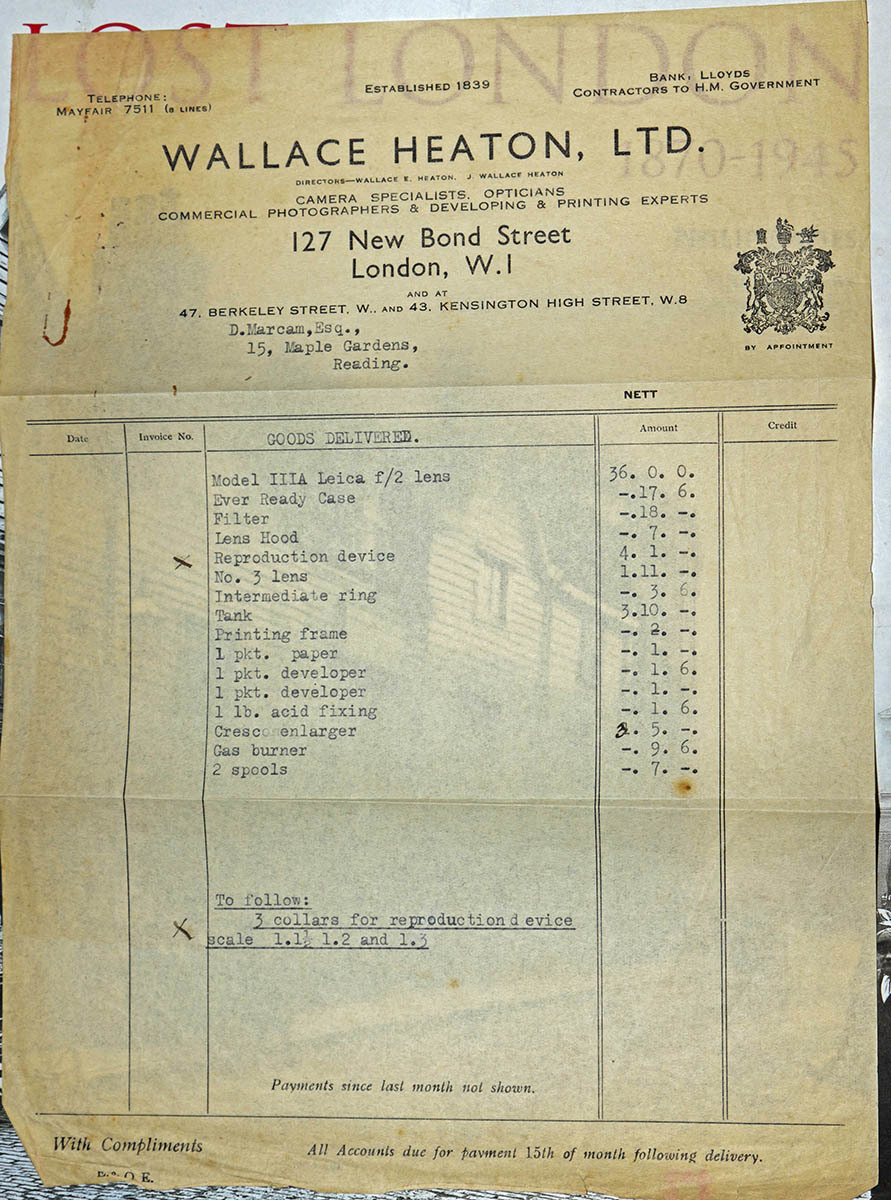 LOST LONDON
1870-1945
TELEPHONE:
MAYFAIR 7511 (8 LINES)
ESTABLISHED 1839
BANK, LLOYDS
CONTRACTORS TO H.M. GOVERNMENT
WALLACE HEATON, LTD.
DIRECTORS—WALLACE E. HEATON. J. WALLACE HEATON
CAMERA SPECIALISTS, OPTICIANS
COMMERCIAL PHOTOGRAPHERS & DEVELOPING & PRINTING EXPERTS
127 New Bond Street
London, W.1
AND AT
47, BERKELEY STREET, W., AND 43, KENSINGTON HIGH STREET, W.8
BY APPOINTMENT
D.Marcam,Esq.,
15, Maple Gardens,
Reading.
NETT
Date Invoice No. GOODS DELIVERED. Amount Credit
Model IIIA Leica f/2 lens 36. 0. 0.
Ever Ready Case -.17. 6.
Filter -.18. -.
Lens Hood -. 7. -.
Reproduction device 4. 1. -.
No. 3 lens 1.11. -.
Intermediate ring -. 3. 6.
Tank 3.10. -.
Printing frame -. 2. -.
1 pkt. paper -. 1. -.
1 pkt. developer -. 1. 6.
1 pkt. developer -. 1. -.
1 lb. acid fixing -. 1. 6.
Cresco enlarger 5. -.
Gas burner -. 9. 6.
2 spools -. 7. -.
To follow:
3 collars for reproduction d evice
scale 1.1½ 1.2 and 1.3
Payments since last month not shown.
With Compliments All Accounts due for payment 15th of month following delivery.
E. & O.E.